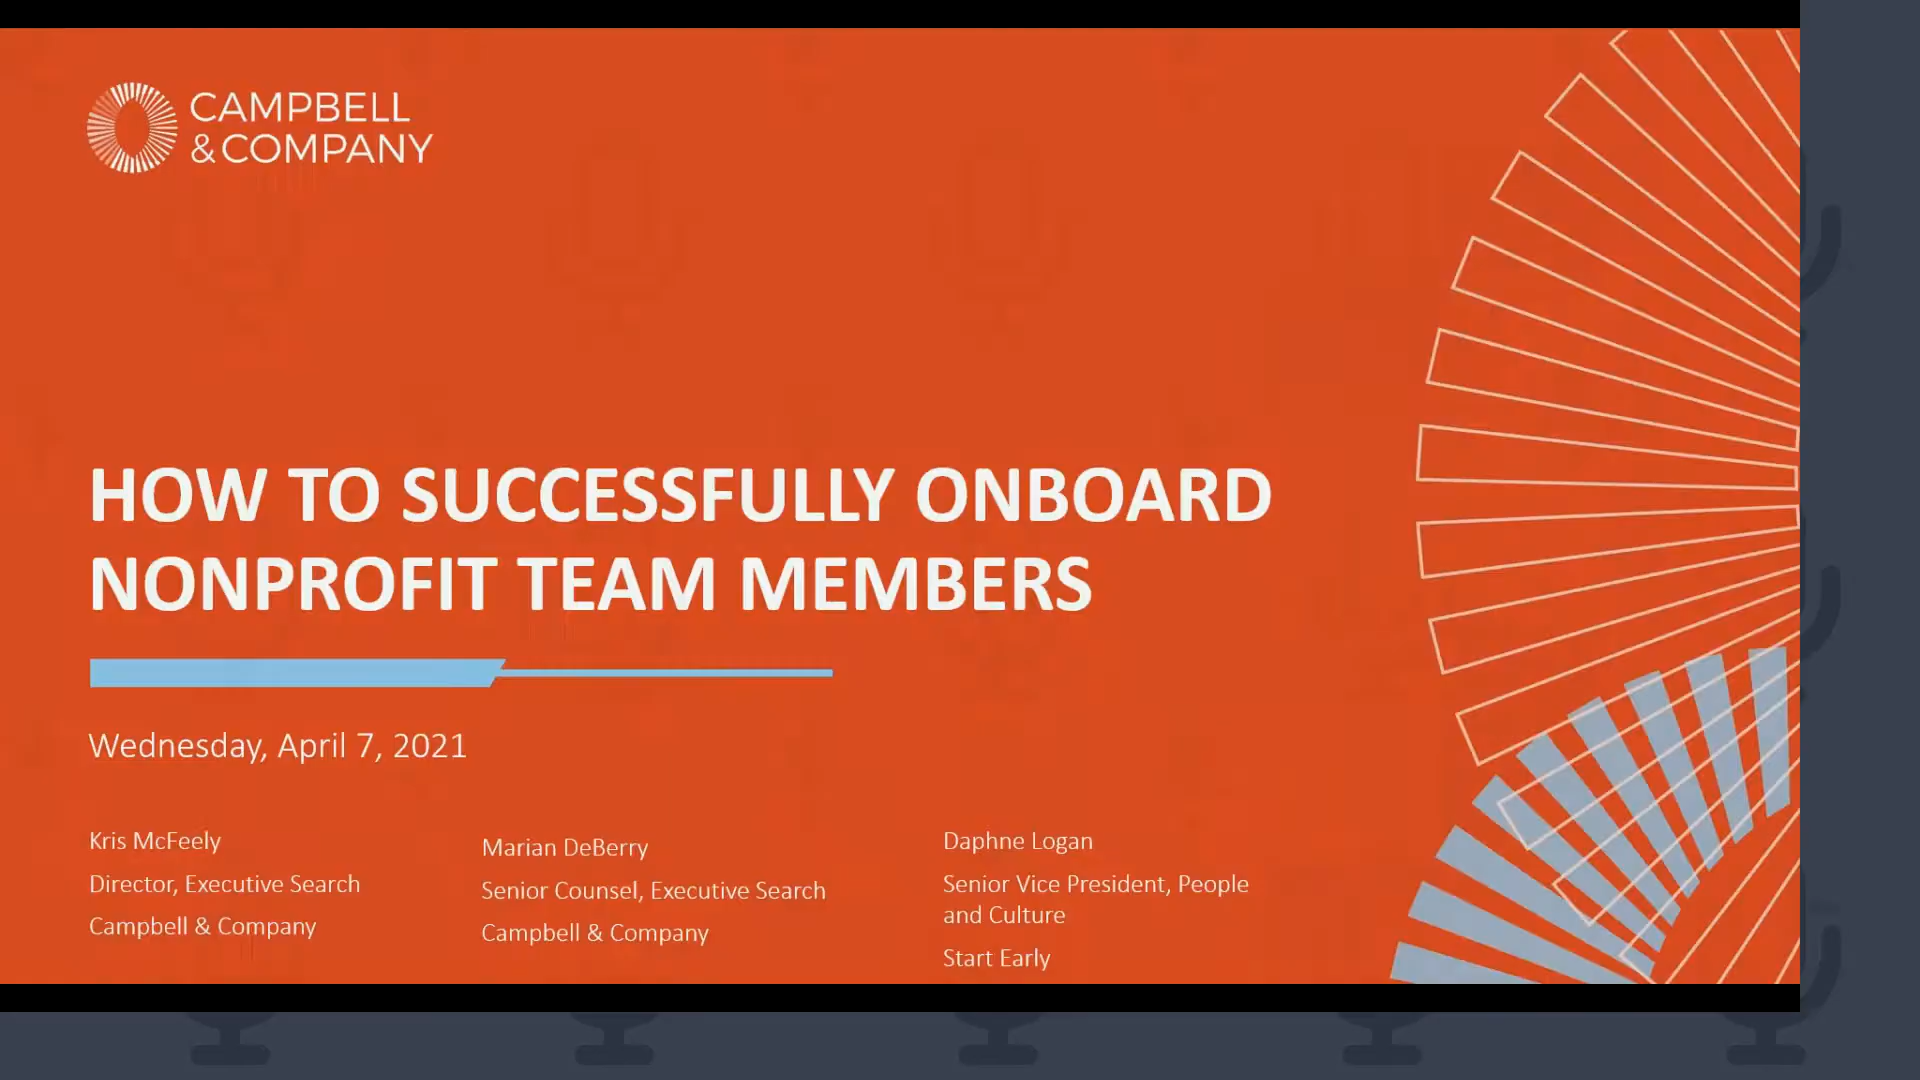 CAMPBELL
&COMPANY
HOW TO SUCCESSFULLY ONBOARD
NONPROFIT TEAM MEMBERS
Wednesday, April 7, 2021
Kris McFeely
Director, Executive Search
Campbell & Company
Marian DeBerry
Senior Counsel, Executive Search
Campbell & Company
Daphne Logan
Senior Vice President, People
and Culture
Start Early